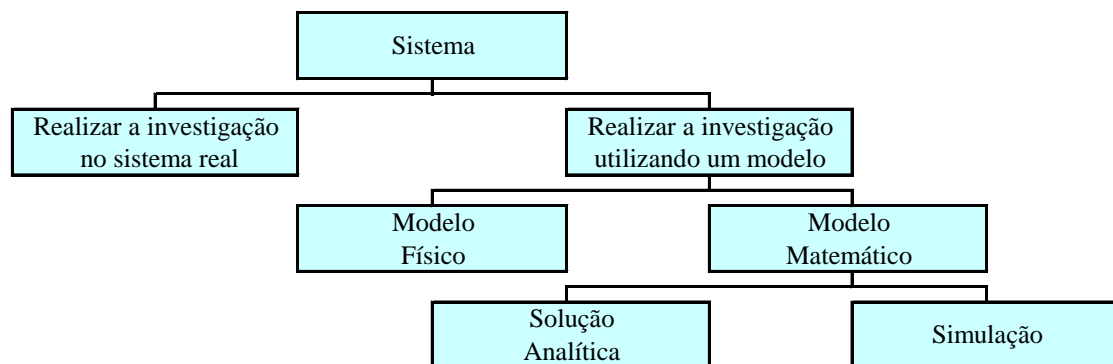 Sistema
Realizar a investigação
no sistema real
Realizar a investigação
utilizando um modelo
Modelo
Físico
Modelo
Matemático
Solução
Analítica
Simulação